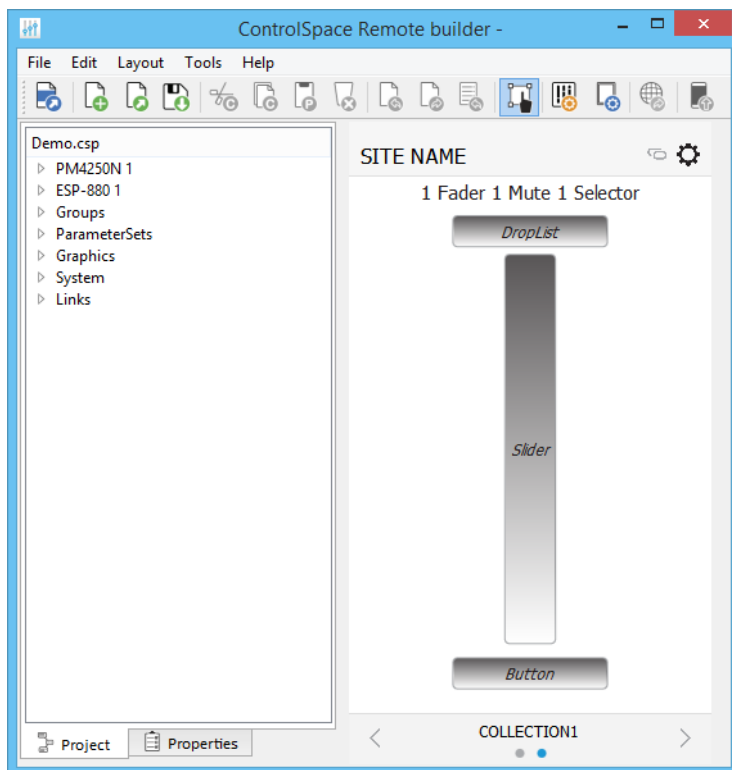 ControlSpace Remote builder -
File Edit Layout Tools Help
Demo.csp
PM4250N 1
ESP-880 1
Groups
ParameterSets
Graphics
System
Links
Project Properties
SITE NAME
1 Fader 1 Mute 1 Selector
DropList
Slider
Button
COLLECTION1